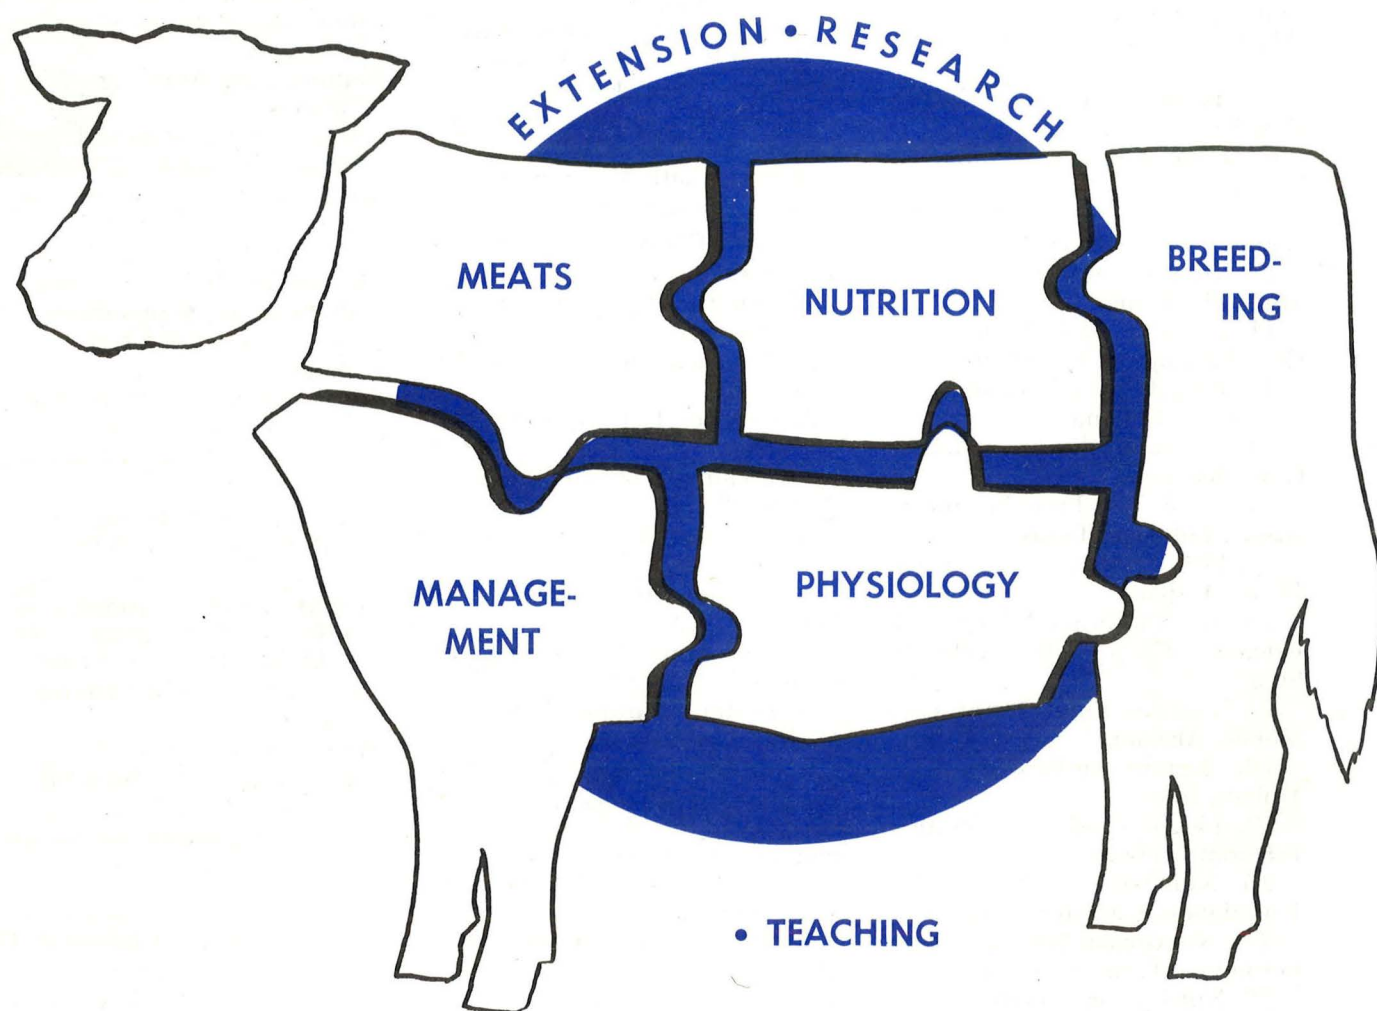 EXTENSION • RESEARCH
MEATS
NUTRITION
BREED-
ING
MANAGE-
MENT
PHYSIOLOGY
• TEACHING